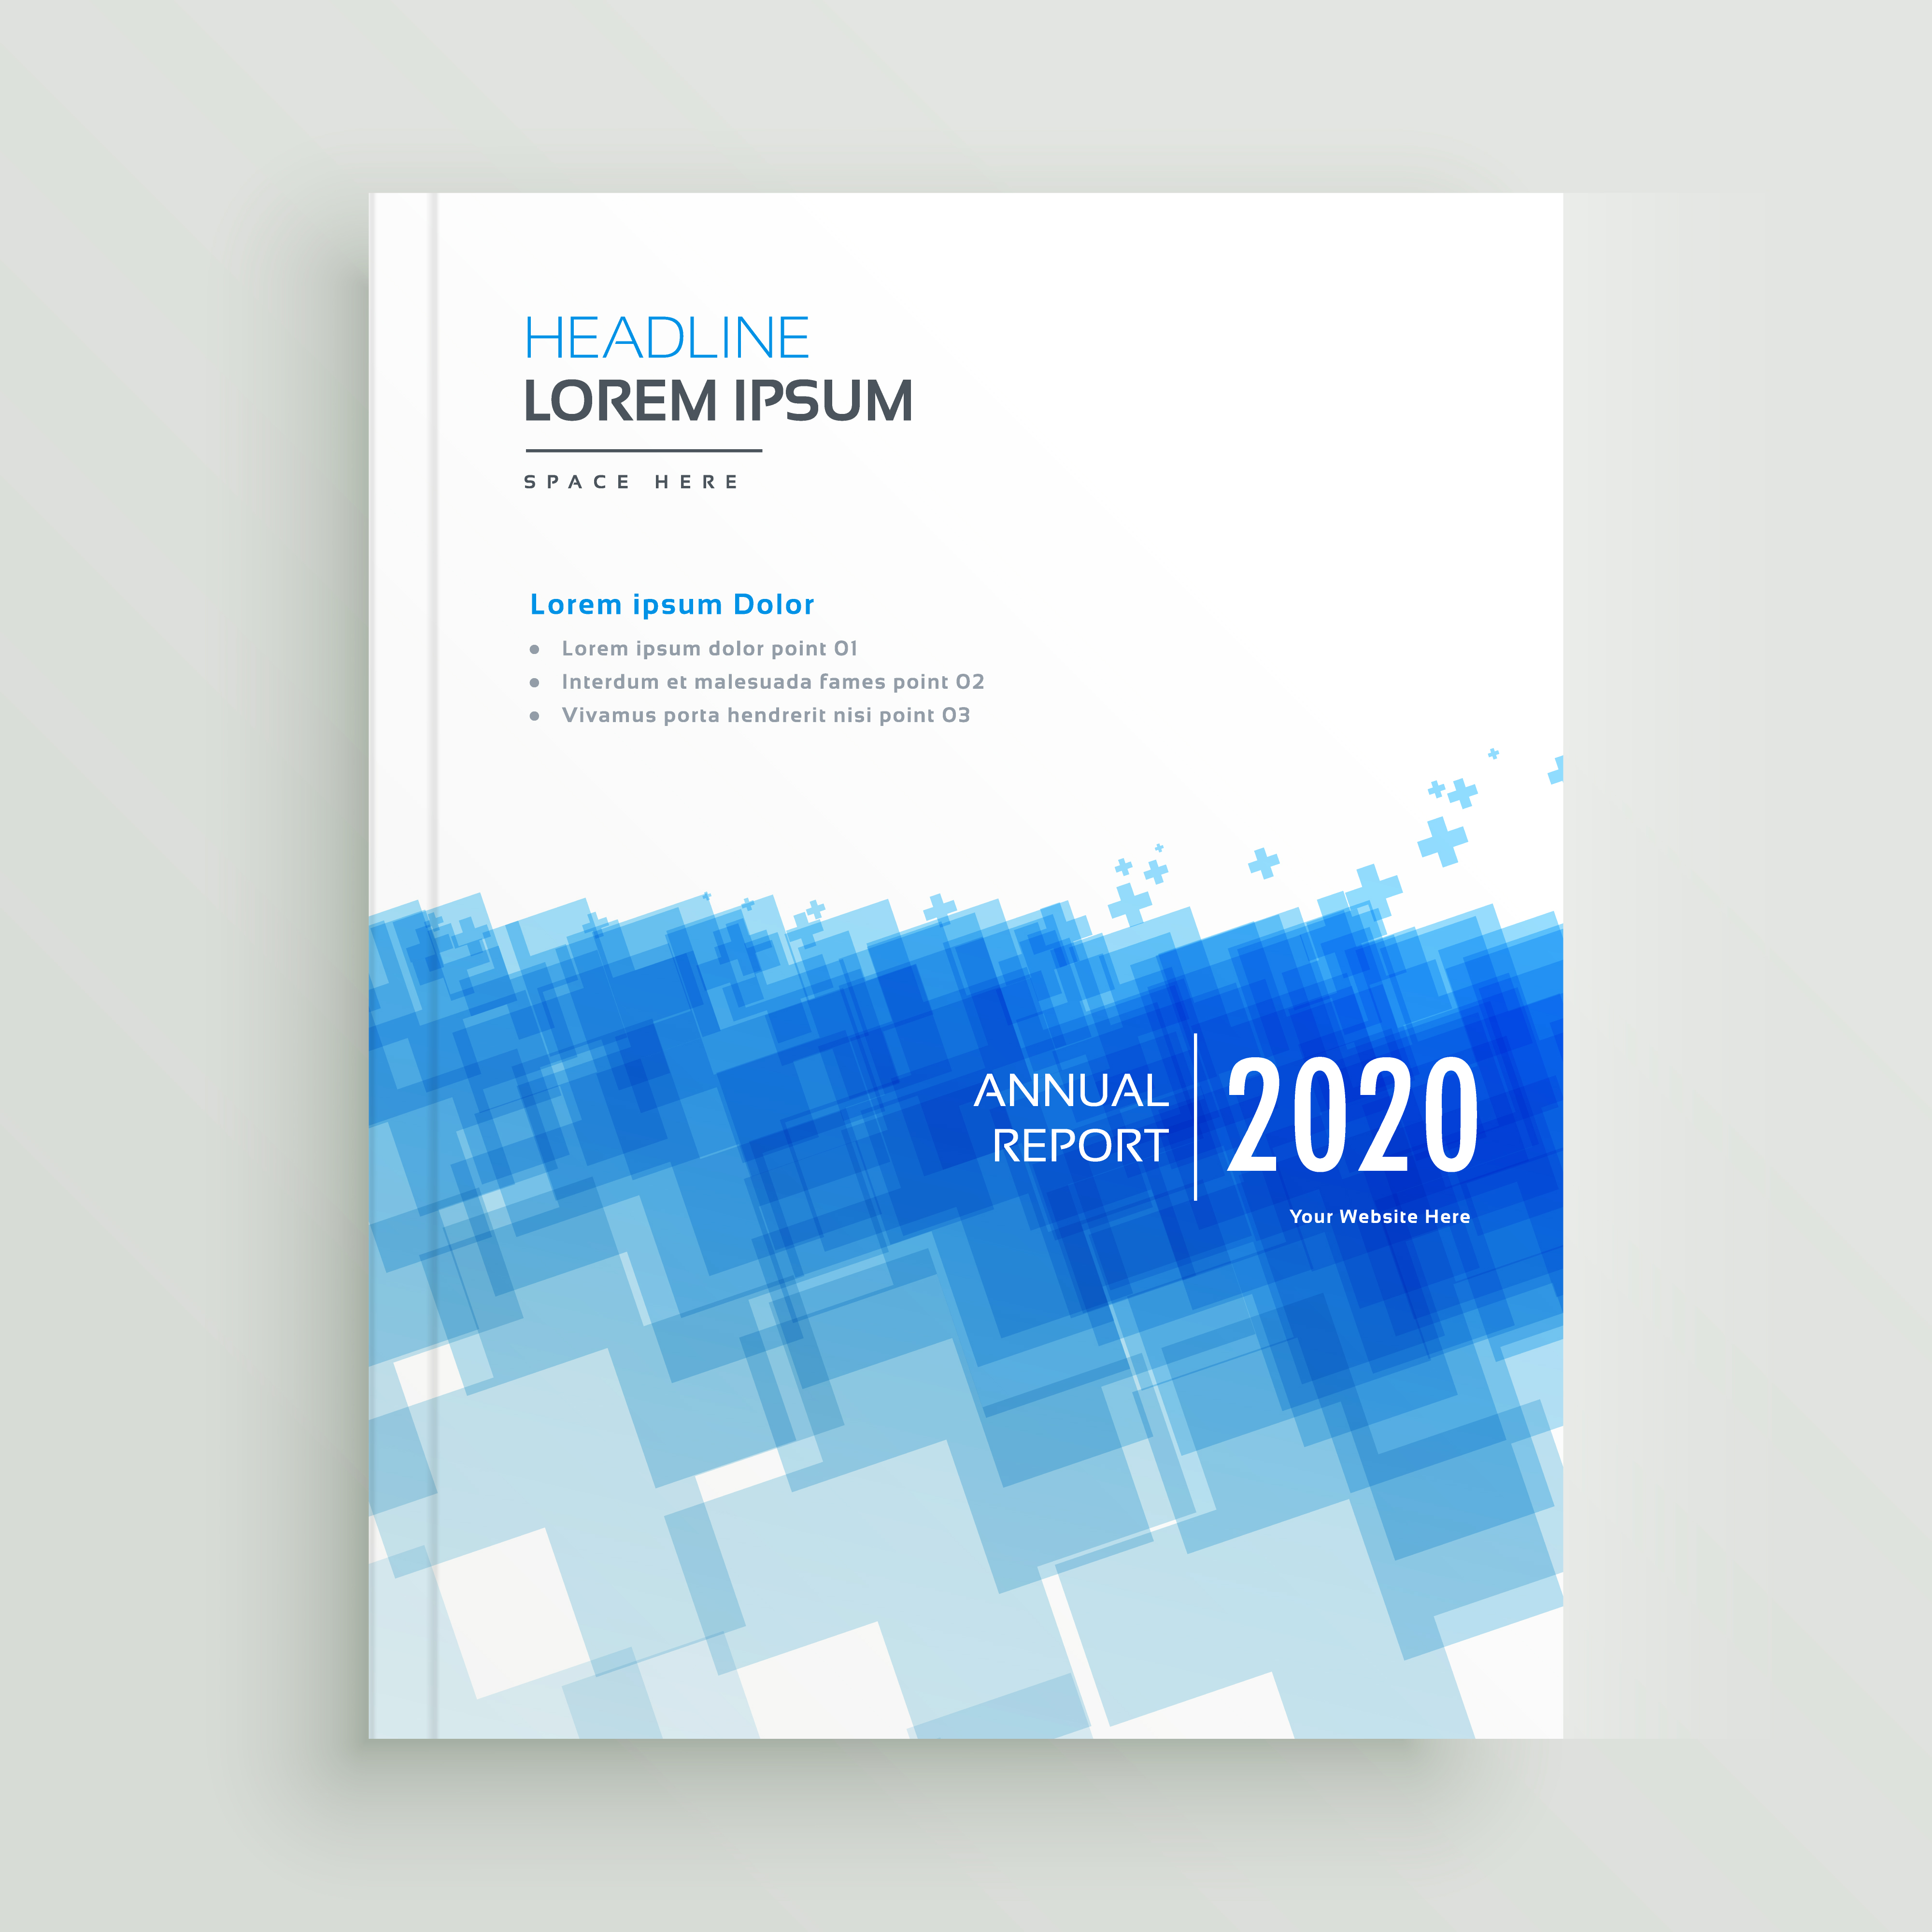 HEADLINE
LOREM IPSUM
SPACE HERE
Lorem ipsum Dolor
• Lorem ipsum dolor point 01
• Interdum et malesuada fames point 02
• Vivamus porta hendrerit nisi point 03
ANNUAL
REPORT
2020
Your Website Here